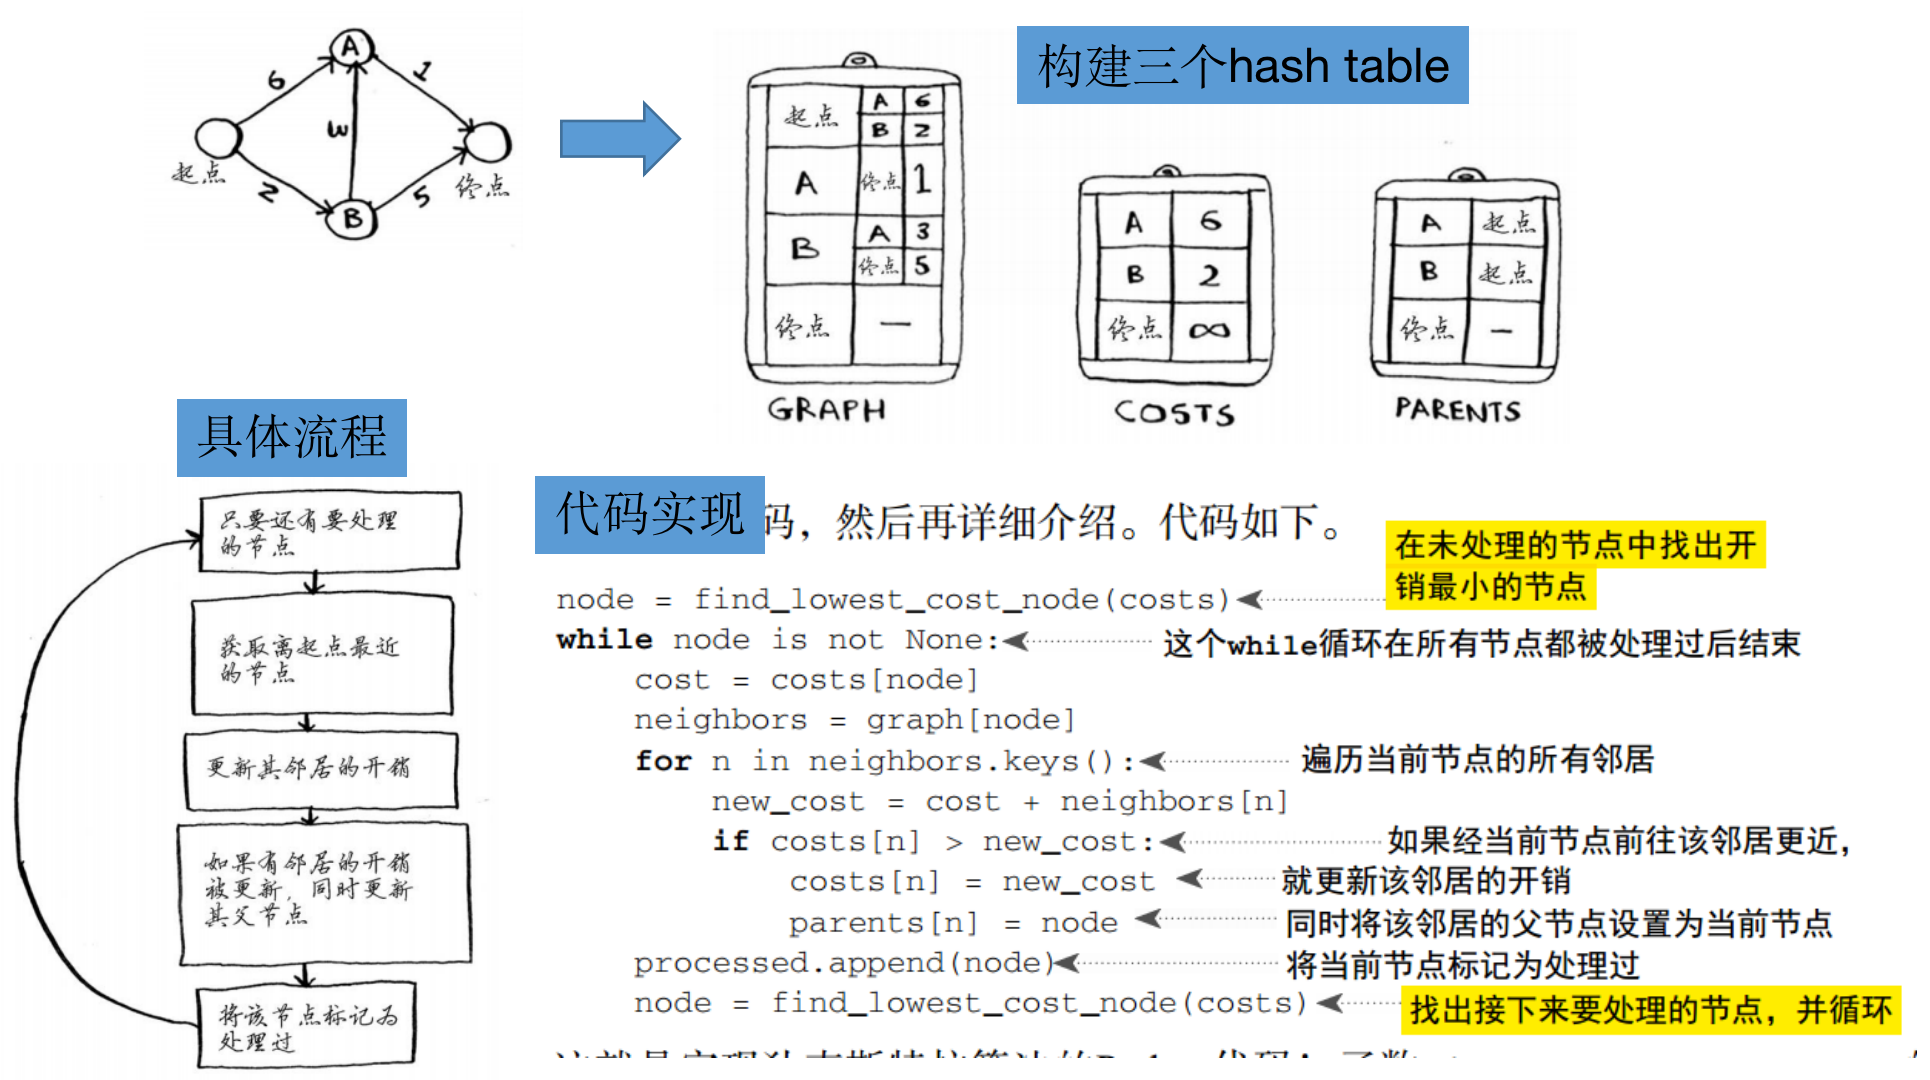 构建三个hash table
A
6
1
3
起点
终点
2
5
B
起点
A 6
B 2
A
终点 1
B
A 3
终点 5
终点 —
GRAPH
A 6
B 2
终点 ∞
COSTS
A 起点
B 起点
终点 —
PARENTS
具体流程
只要还有要处理
的节点
获取离起点最近
的节点
更新其邻居的开销
如果有邻居的开销
被更新，同时更新
其父节点
将该节点标记为
处理过
代码实现
码，然后再详细介绍。代码如下。
在未处理的节点中找出开
销最小的节点
node = find_lowest_cost_node(costs)
while node is not None:
这个while循环在所有节点都被处理过后结束
cost = costs[node]
neighbors = graph[node]
for n in neighbors.keys():
遍历当前节点的所有邻居
new_cost = cost + neighbors[n]
if costs[n] > new_cost:
如果经当前节点前往该邻居更近，
costs[n] = new_cost
就更新该邻居的开销
parents[n] = node
同时将该邻居的父节点设置为当前节点
processed.append(node)
将当前节点标记为处理过
node = find_lowest_cost_node(costs)
找出接下来要处理的节点，并循环